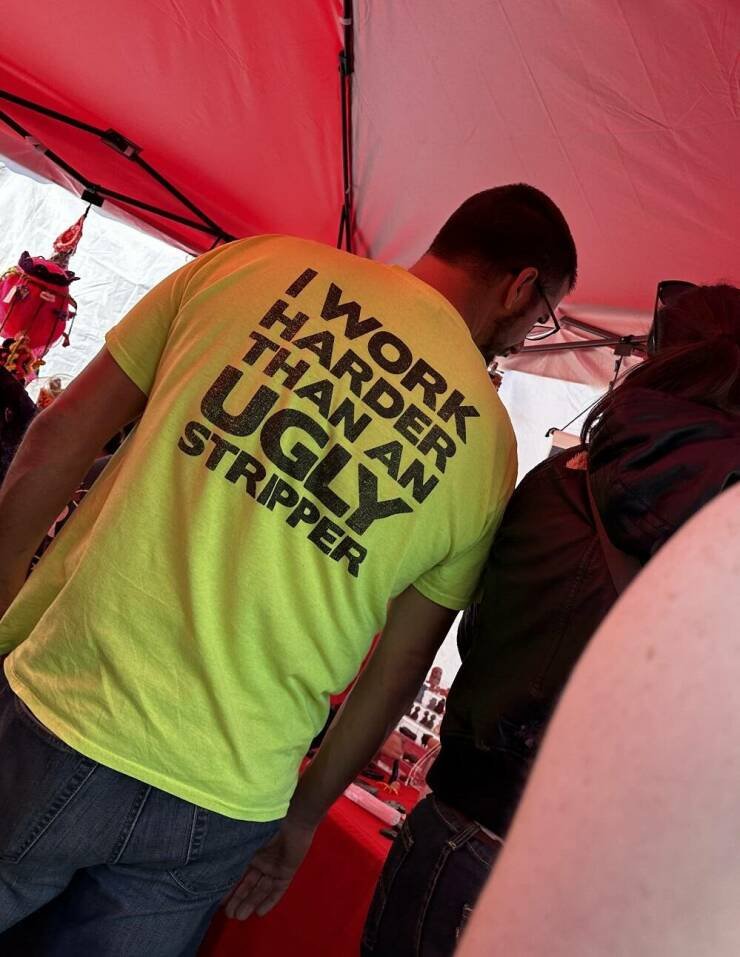 I WORK
HARDER
THAN AN
UGLY
STRIPPER